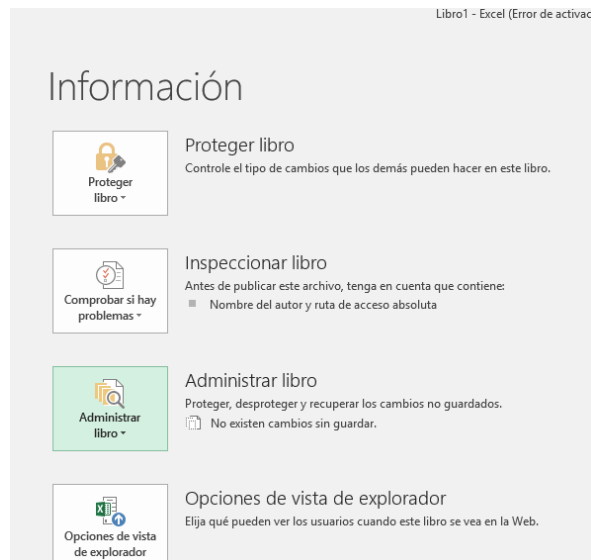 Libro1 - Excel (Error de activac
Información
Proteger libro
Proteger libro
Controle el tipo de cambios que los demás pueden hacer en este libro.
Comprobar si hay problemas
Inspeccionar libro
Antes de publicar este archivo, tenga en cuenta que contiene:
Nombre del autor y ruta de acceso absoluta
Administrar libro
Administrar libro
Proteger, desproteger y recuperar los cambios no guardados.
No existen cambios sin guardar.
Opciones de vista de explorador
Opciones de vista de explorador
Elija qué pueden ver los usuarios cuando este libro se vea en la Web.